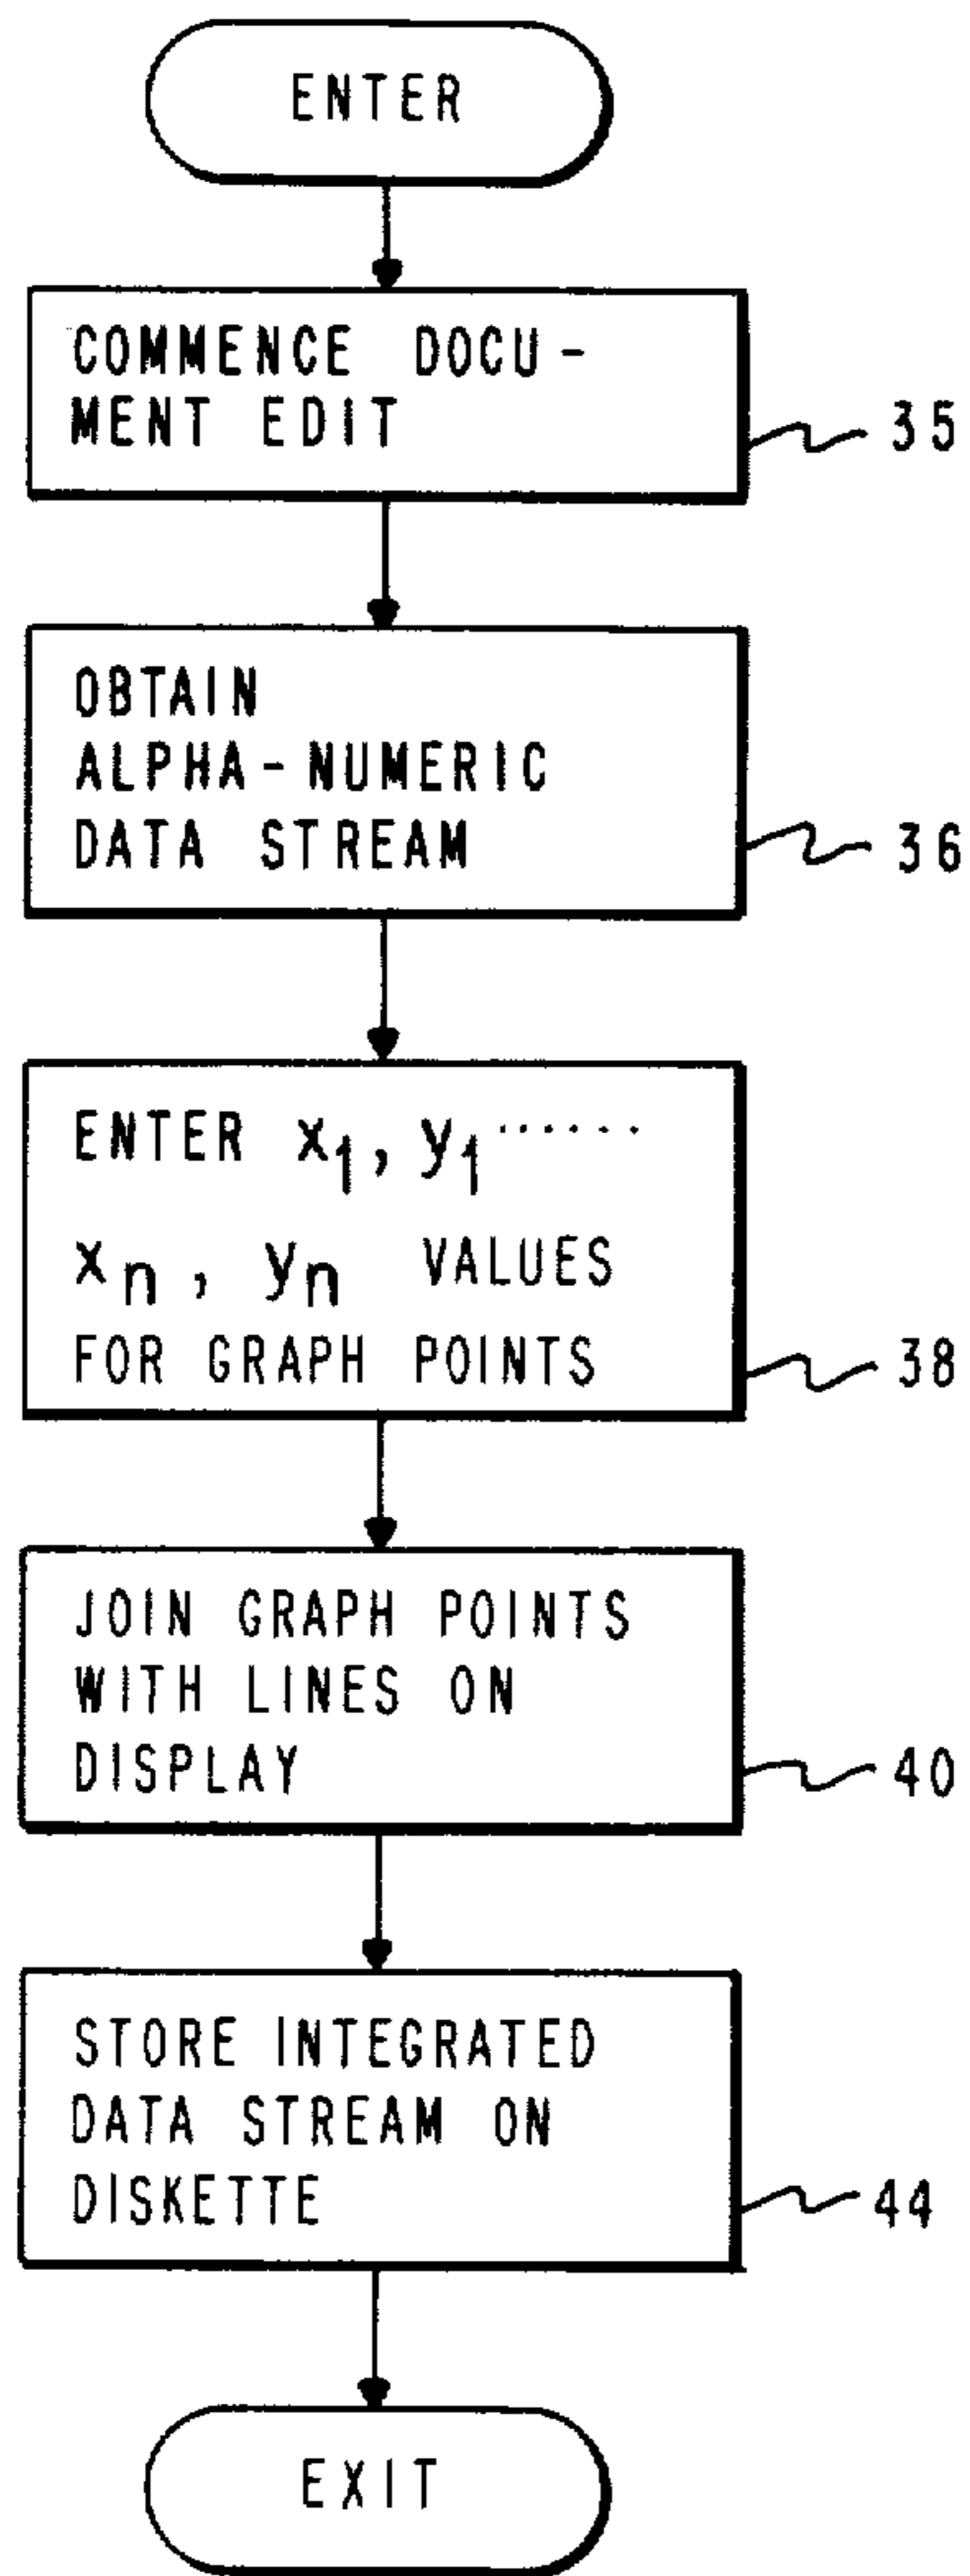 ENTER
COMMENCE DOCU-
MENT EDIT
35
OBTAIN
ALPHA-NUMERIC
DATA STREAM
36
ENTER x₁, y₁ ······
xₙ, yₙ VALUES
FOR GRAPH POINTS
38
JOIN GRAPH POINTS
WITH LINES ON
DISPLAY
40
STORE INTEGRATED
DATA STREAM ON
DISKETTE
44
EXIT